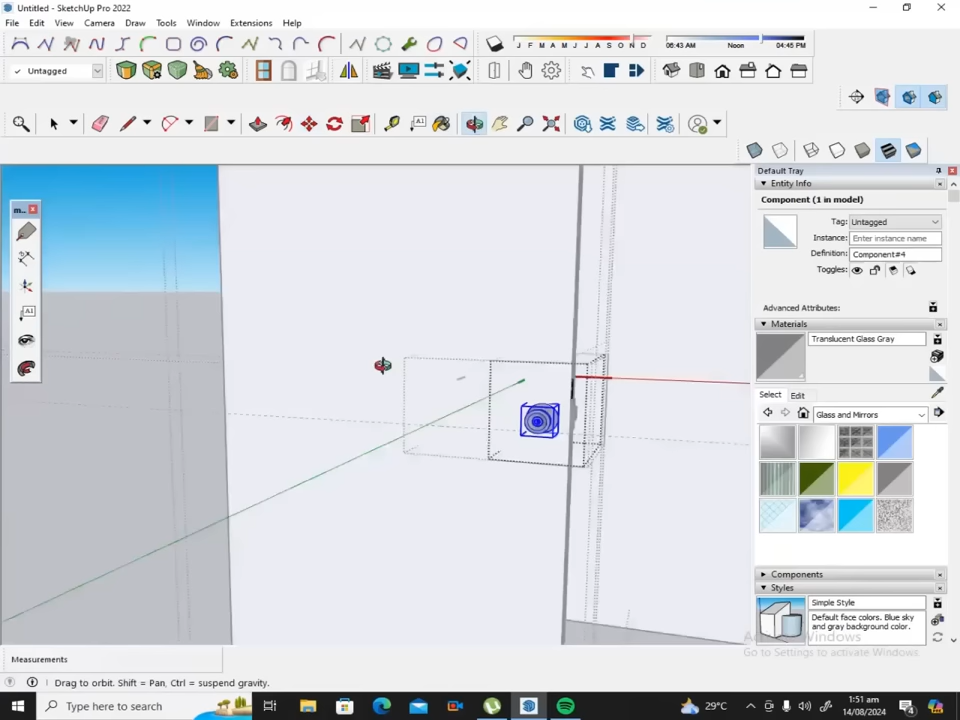 Untitled - SketchUp Pro 2022
File Edit View Camera Draw Tools Window Extensions Help
J F M A M J J A S O N D
06:43 AM Noon 04:45 PM
Untagged
Default Tray
Entity Info
Component (1 in model)
Tag: Untagged
Instance: Enter instance name
Definition: Component#4
Toggles:
Advanced Attributes:
Materials
Translucent Glass Gray
Select Edit
Glass and Mirrors
Components
Styles
Simple Style
Default face colors. Blue sky
and gray background color.
Activate Windows
Go to Settings to activate Windows.
m...
A1
A1
Measurements
Drag to orbit. Shift = Pan, Ctrl = suspend gravity.
Type here to search
29°C
1:51 am
14/08/2024
4